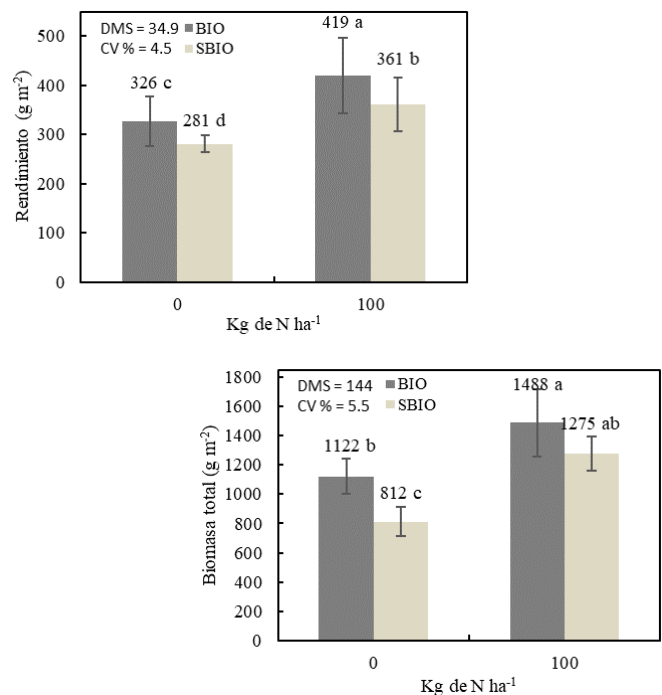 DMS = 34.9
CV % = 4.5
BIO
SBIO
326 c
281 d
419 a
361 b
Rendimiento (g m-2)
500
400
300
200
100
0
0
100
Kg de N ha-1
DMS = 144
CV % = 5.5
BIO
SBIO
1122 b
812 c
1488 a
1275 ab
Biomasa total (g m-2)
1800
1600
1400
1200
1000
800
600
400
200
0
0
100
Kg de N ha-1